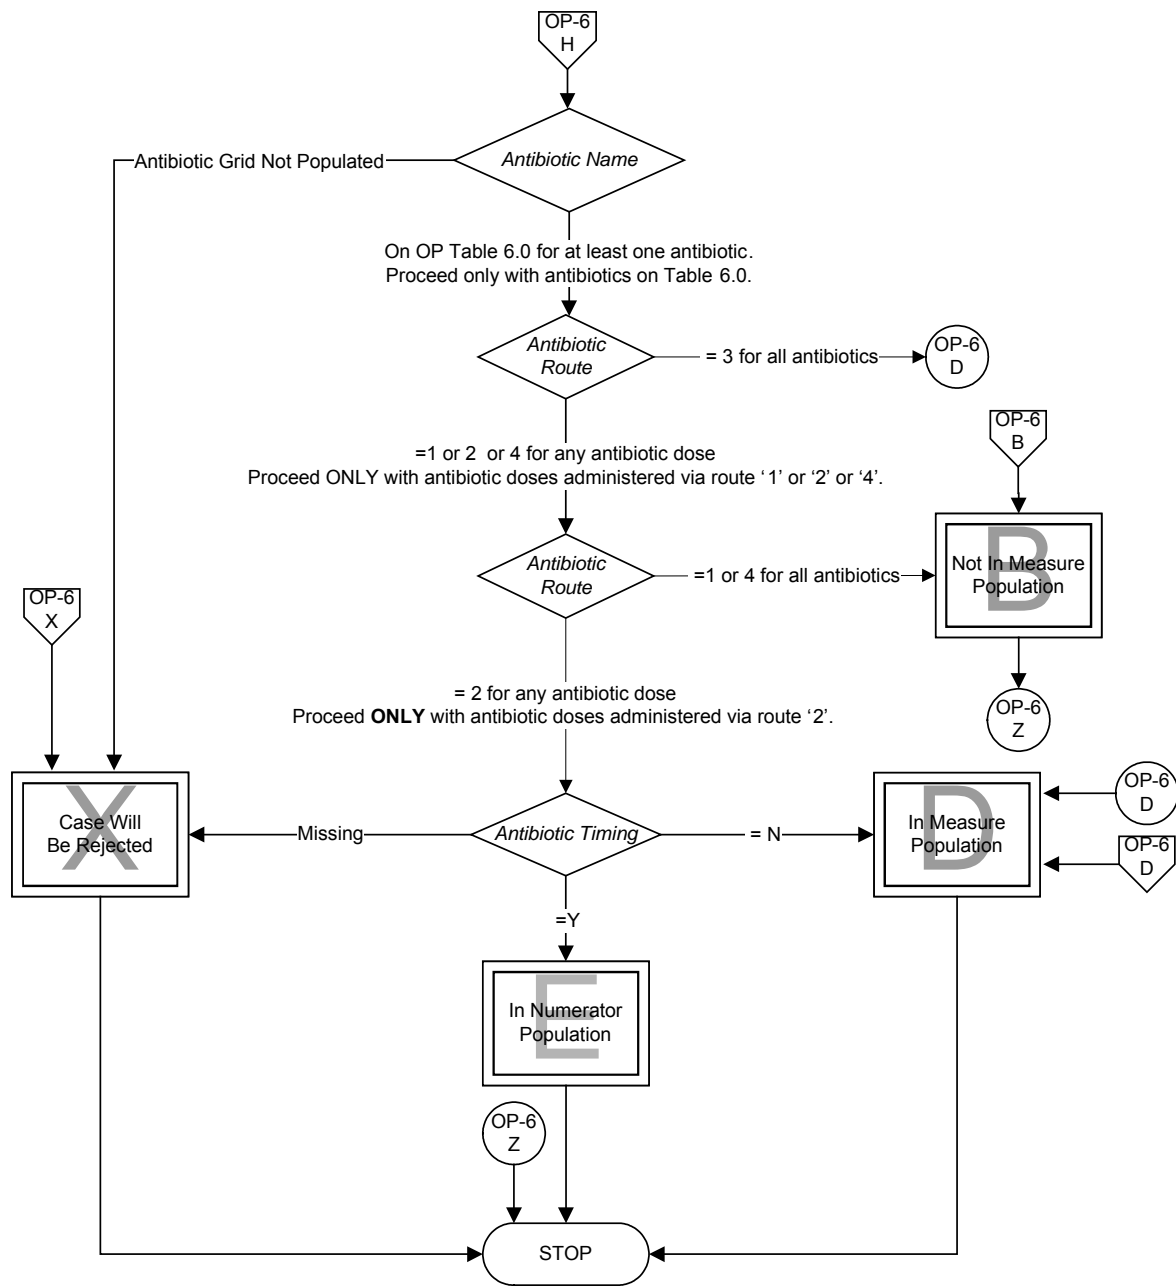 OP-6
H
Antibiotic Name
Antibiotic Grid Not Populated
On OP Table 6.0 for at least one antibiotic.
Proceed only with antibiotics on Table 6.0.
Antibiotic
Route
= 3 for all antibiotics
OP-6
D
=1 or 2 or 4 for any antibiotic dose
Proceed ONLY with antibiotic doses administered via route ‘1’ or ‘2’ or ‘4’.
OP-6
B
Antibiotic
Route
=1 or 4 for all antibiotics
B
Not In Measure
Population
OP-6
X
= 2 for any antibiotic dose
Proceed ONLY with antibiotic doses administered via route ‘2’.
OP-6
Z
X
Case Will
Be Rejected
Missing
Antibiotic Timing
= N
D
In Measure
Population
OP-6
D
OP-6
D
=Y
E
In Numerator
Population
OP-6
Z
STOP